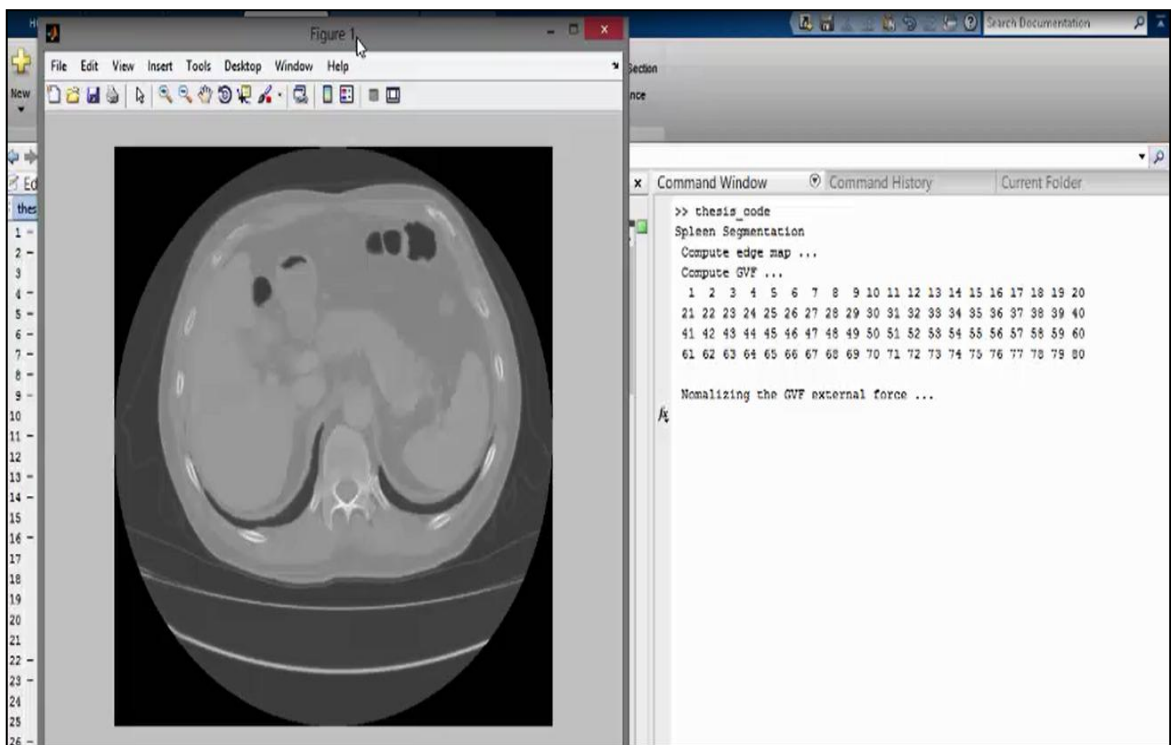 H
Search Documentation
Figure 1
File Edit View Insert Tools Desktop Window Help
Section
New
nce
Ed
Command Window
Command History
Current Folder
thes
>> thesis_code
Spleen Segmentation
Compute edge map ...
Compute GVF ...
1 2 3 4 5 6 7 8 9 10 11 12 13 14 15 16 17 18 19 20
21 22 23 24 25 26 27 28 29 30 31 32 33 34 35 36 37 38 39 40
41 42 43 44 45 46 47 48 49 50 51 52 53 54 55 56 57 58 59 60
61 62 63 64 65 66 67 68 69 70 71 72 73 74 75 76 77 78 79 80
Nomalizing the GVF external force ...
fx
1 -
2 -
3
4 -
5 -
6 -
7 -
8 -
9 -
10
11 -
12
13 -
14 -
15
16 -
17
18
19
20
21
22 -
23 -
24
25
26 -